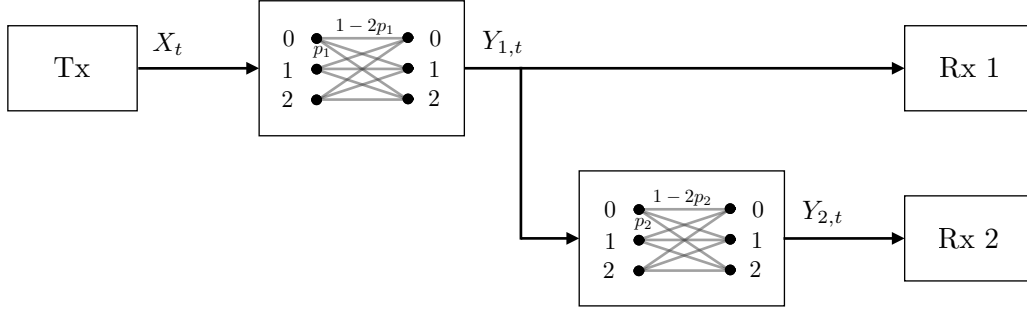 Tx
X_t
0 1 − 2p_1 0
p_1
1 1
2 2
Y_{1,t}
Rx 1
0 1 − 2p_2 0
p_2
1 1
2 2
Y_{2,t}
Rx 2